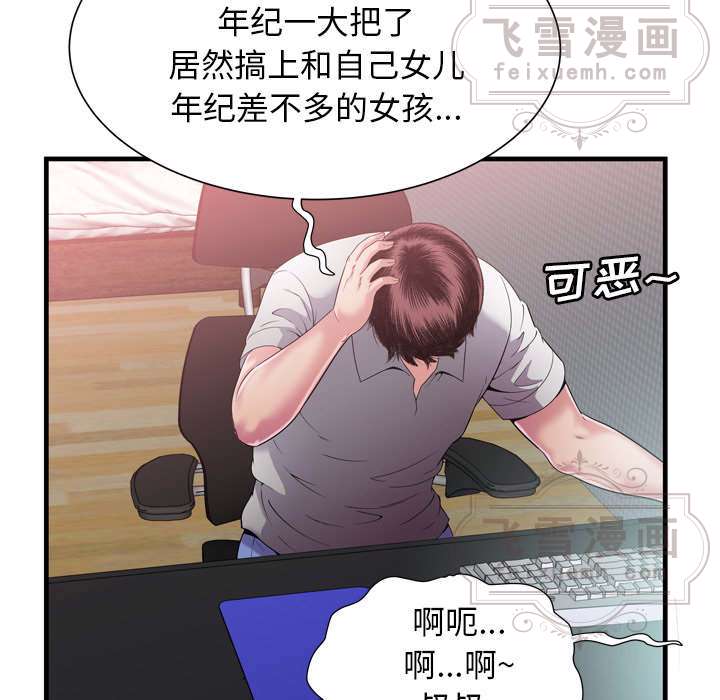 年纪一大把了
居然搞上和自己女儿
年纪差不多的女孩...
飞雪漫画
feixuemh.com
可恶~
飞雪漫画
feixuemh.com
啊呃...
啊...啊~